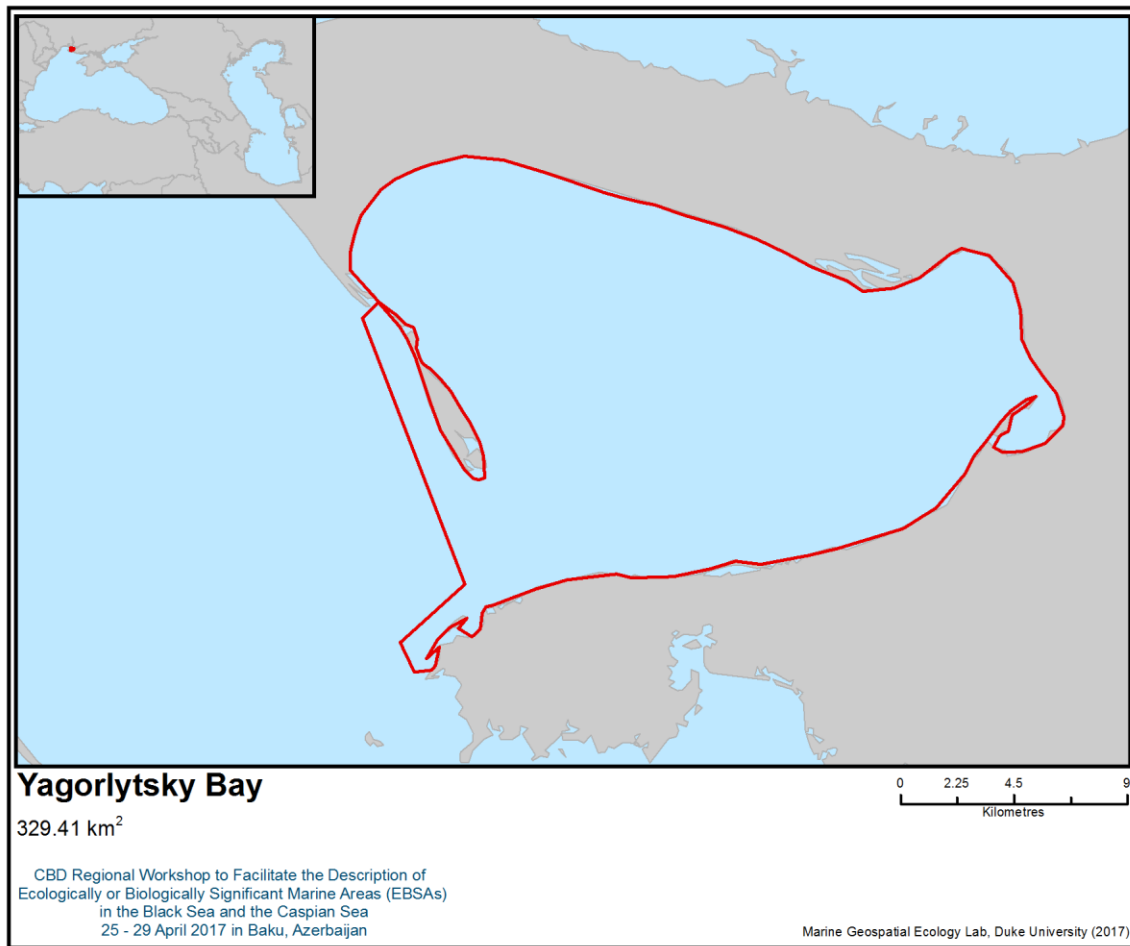 Yagorlytsky Bay
329.41 km²
0 2.25 4.5 9
Kilometres
CBD Regional Workshop to Facilitate the Description of
Ecologically or Biologically Significant Marine Areas (EBSAs)
in the Black Sea and the Caspian Sea
25 - 29 April 2017 in Baku, Azerbaijan
Marine Geospatial Ecology Lab, Duke University (2017)